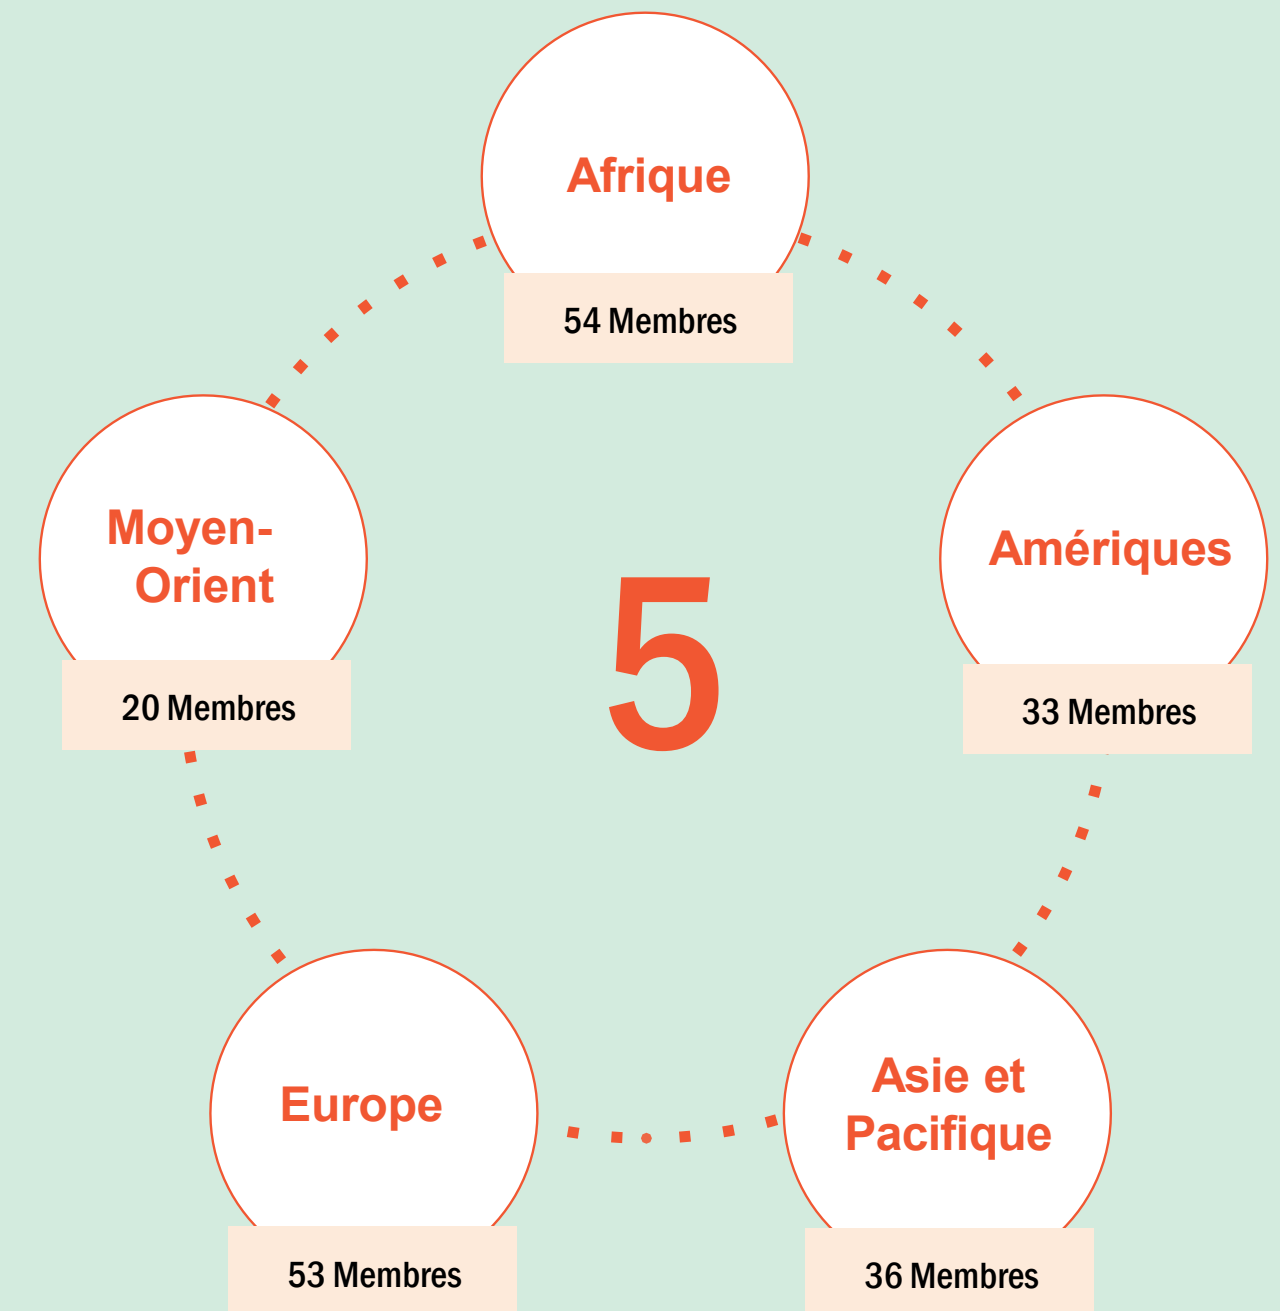 Afrique
54 Membres
Moyen-
Orient
20 Membres
5
Amériques
33 Membres
Europe
53 Membres
Asie et
Pacifique
36 Membres